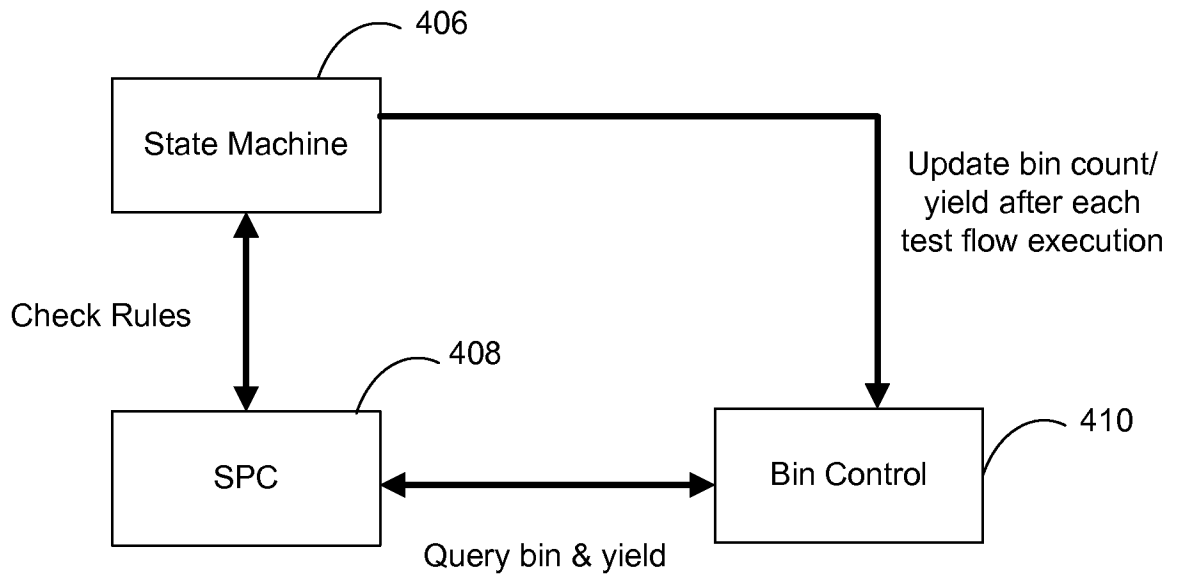 406
State Machine
Update bin count/
yield after each
test flow execution
Check Rules
408
SPC
410
Bin Control
Query bin & yield